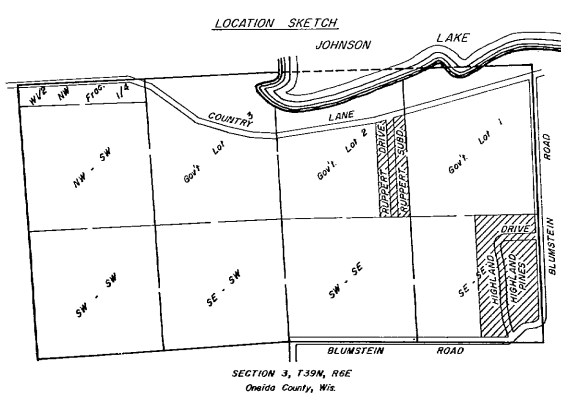 LOCATION SKETCH
JOHNSON LAKE
W1/2 NW Frac. 1/4
COUNTRY LANE
NW - SW
Gov't. Lot 3
Gov't. Lot 2
RUPPERT DRIVE
RUPPERT SUBD.
Gov't. Lot 1
BLUMSTEIN ROAD
SW - SW
SE - SW
SW - SE
SE - SE
HIGHLAND DRIVE
HIGHLAND PINES
BLUMSTEIN ROAD
SECTION 3, T39N, R6E
Oneida County, Wis.